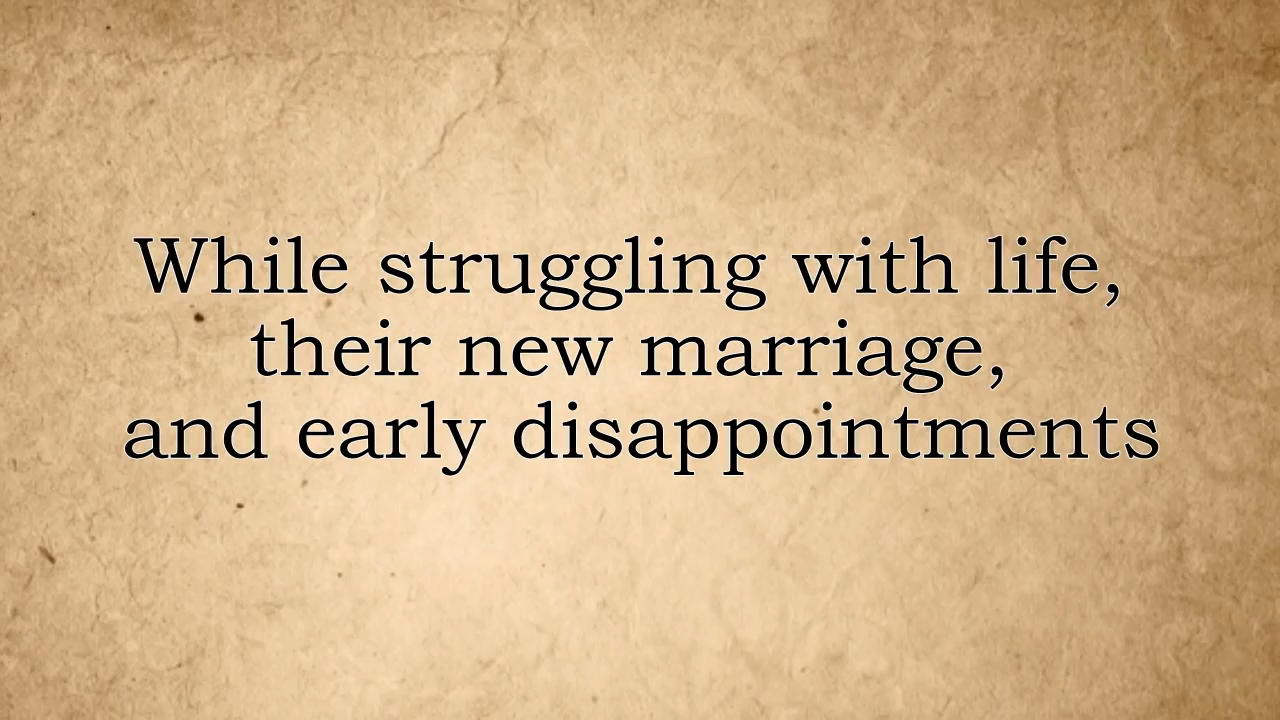 While struggling with life,
their new marriage,
and early disappointments